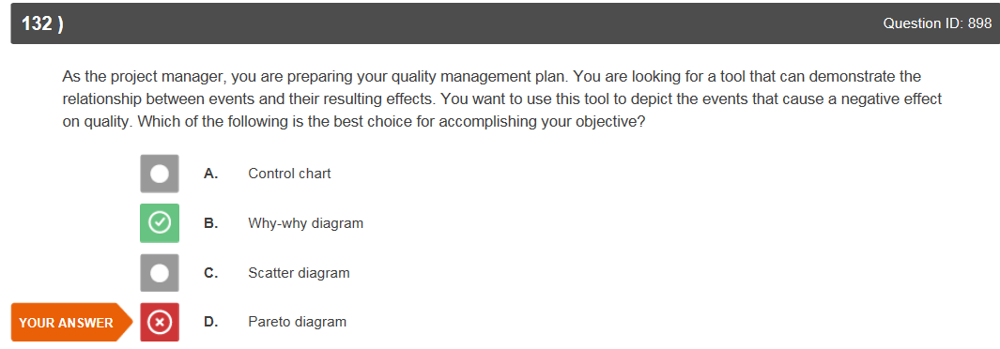 132 ) Question ID: 898
As the project manager, you are preparing your quality management plan. You are looking for a tool that can demonstrate the
relationship between events and their resulting effects. You want to use this tool to depict the events that cause a negative effect
on quality. Which of the following is the best choice for accomplishing your objective?
A. Control chart
B. Why-why diagram
C. Scatter diagram
YOUR ANSWER D. Pareto diagram